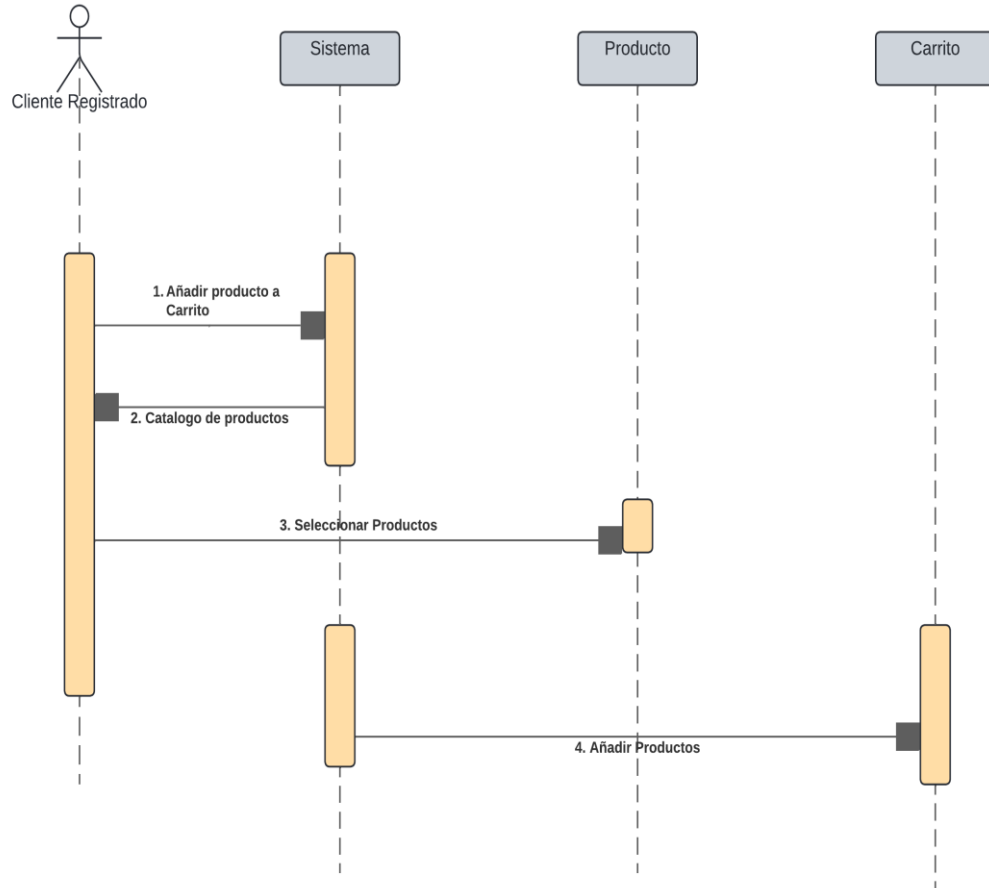 Sistema
Producto
Carrito
Cliente Registrado
1. Añadir producto a
Carrito
2. Catalogo de productos
3. Seleccionar Productos
4. Añadir Productos